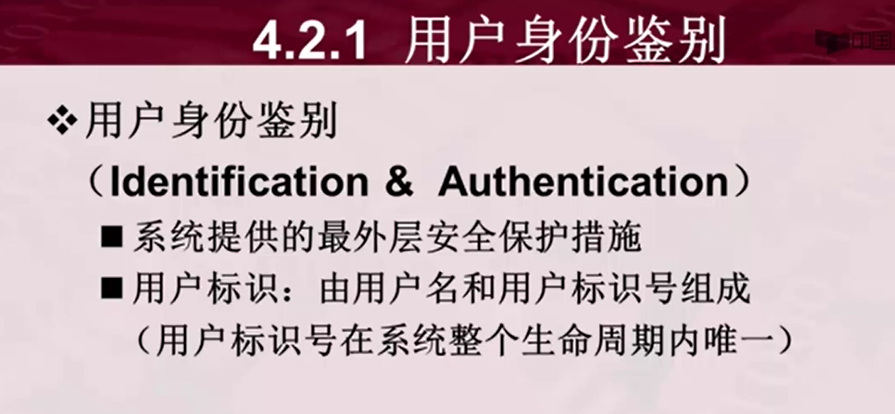 4.2.1 用户身份鉴别
中国
❖用户身份鉴别
（Identification & Authentication）
■ 系统提供的最外层安全保护措施
■ 用户标识：由用户名和用户标识号组成
（用户标识号在系统整个生命周期内唯一）